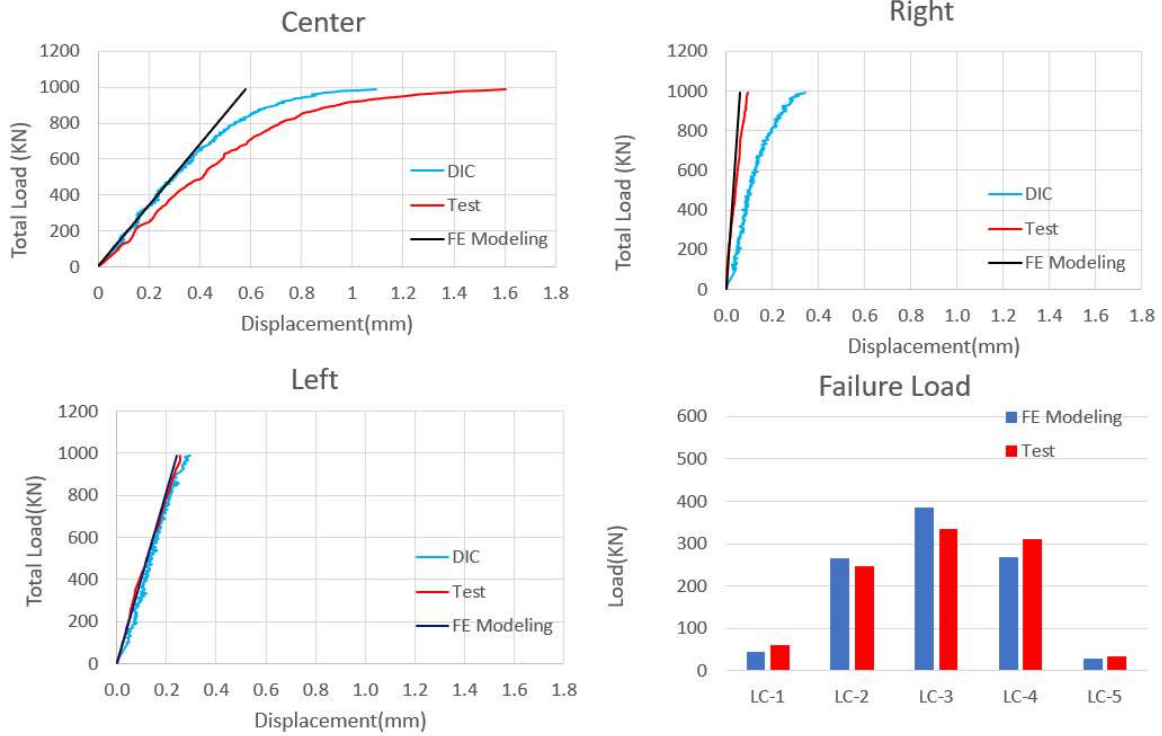 Center
1200
1000
800
600
400
200
0
Total Load (KN)
DIC
Test
FE Modeling
0 0.2 0.4 0.6 0.8 1 1.2 1.4 1.6 1.8
Displacement(mm)
Right
1200
1000
800
600
400
200
0
Total Load (KN)
DIC
Test
FE Modeling
0.0 0.2 0.4 0.6 0.8 1.0 1.2 1.4 1.6 1.8
Displacement(mm)
Left
1200
1000
800
600
400
200
0
Total Load(KN)
DIC
Test
FE Modeling
0.0 0.2 0.4 0.6 0.8 1.0 1.2 1.4 1.6 1.8
Displacement(mm)
Failure Load
600
500
400
300
200
100
0
Load(KN)
FE Modeling
Test
LC-1 LC-2 LC-3 LC-4 LC-5